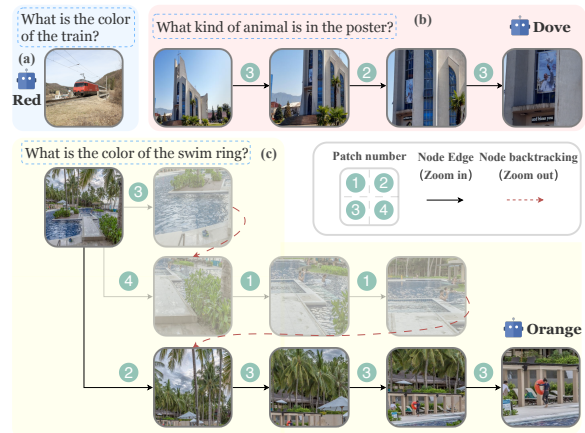 What is the color
of the train?
(a)
Red
What kind of animal is in the poster?
(b)
Dove
3
2
3
What is the color of the swim ring?
(c)
3
4
1
1
2
3
3
3
Orange
Patch number
1 2
3 4
Node Edge
(Zoom in)
Node backtracking
(Zoom out)